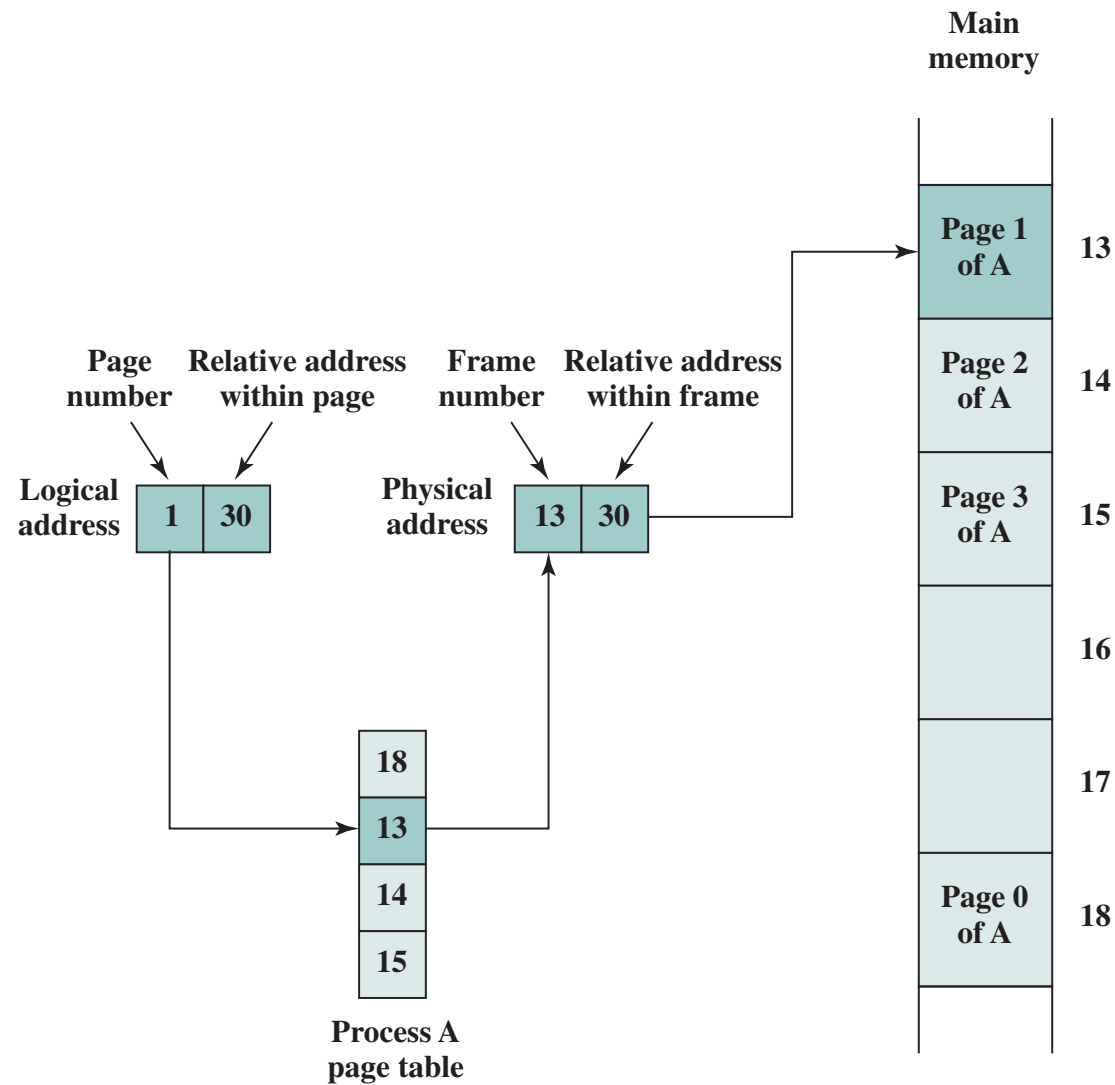 Main
memory
Page 1
of A
13
Page 2
of A
14
Page 3
of A
15
16
17
Page 0
of A
18
Page
number
Relative address
within page
Frame
number
Relative address
within frame
Logical
address
1
30
Physical
address
13
30
18
13
14
15
Process A
page table